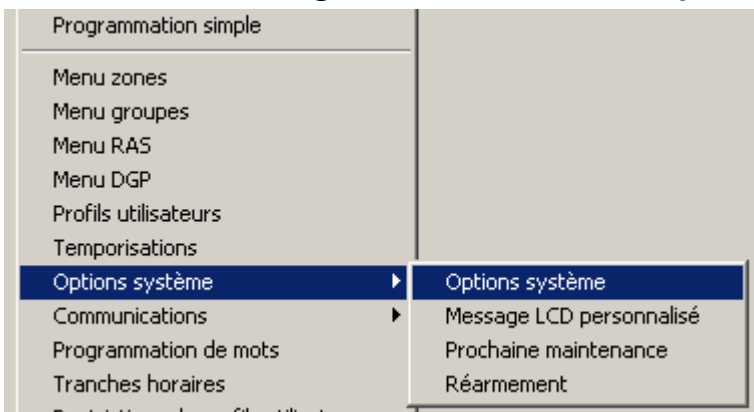 Programmation simple
Menu zones
Menu groupes
Menu RAS
Menu DGP
Profils utilisateurs
Temporisations
Options système
Options système
Communications
Message LCD personnalisé
Programmation de mots
Prochaine maintenance
Tranches horaires
Réarmement